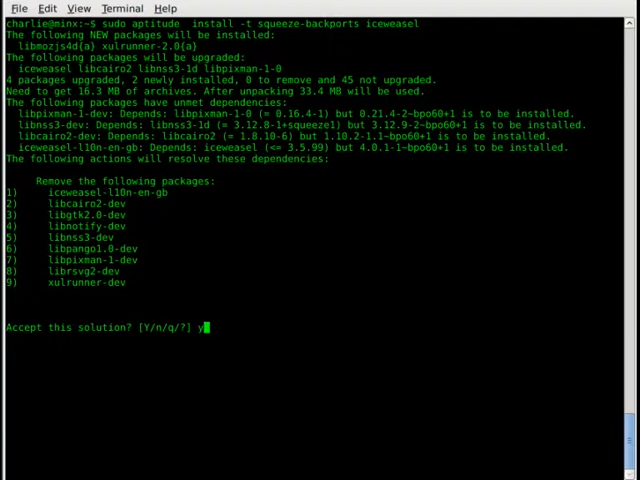 File Edit View Terminal Help
charlie@minx:~$ sudo aptitude  install -t squeeze-backports iceweasel
The following NEW packages will be installed:
  libmozjs4d{a} xulrunner-2.0{a}
The following packages will be upgraded:
  iceweasel libcairo2 libnss3-1d libpixman-1-0
4 packages upgraded, 2 newly installed, 0 to remove and 45 not upgraded.
Need to get 16.3 MB of archives. After unpacking 33.4 MB will be used.
The following packages have unmet dependencies:
  libpixman-1-dev: Depends: libpixman-1-0 (= 0.16.4-1) but 0.21.4-2~bpo60+1 is to be installed.
  libnss3-dev: Depends: libnss3-1d (= 3.12.8-1+squeeze1) but 3.12.9-2~bpo60+1 is to be installed.
  libcairo2-dev: Depends: libcairo2 (= 1.8.10-6) but 1.10.2-1.1~bpo60+1 is to be installed.
  iceweasel-l10n-en-gb: Depends: iceweasel (<= 3.5.99) but 4.0.1-1~bpo60+1 is to be installed.
The following actions will resolve these dependencies:
     Remove the following packages:
1)     iceweasel-l10n-en-gb
2)     libcairo2-dev
3)     libgtk2.0-dev
4)     libnotify-dev
5)     libnss3-dev
6)     libpango1.0-dev
7)     libpixman-1-dev
8)     librsvg2-dev
9)     xulrunner-dev
Accept this solution? [Y/n/q/?] y